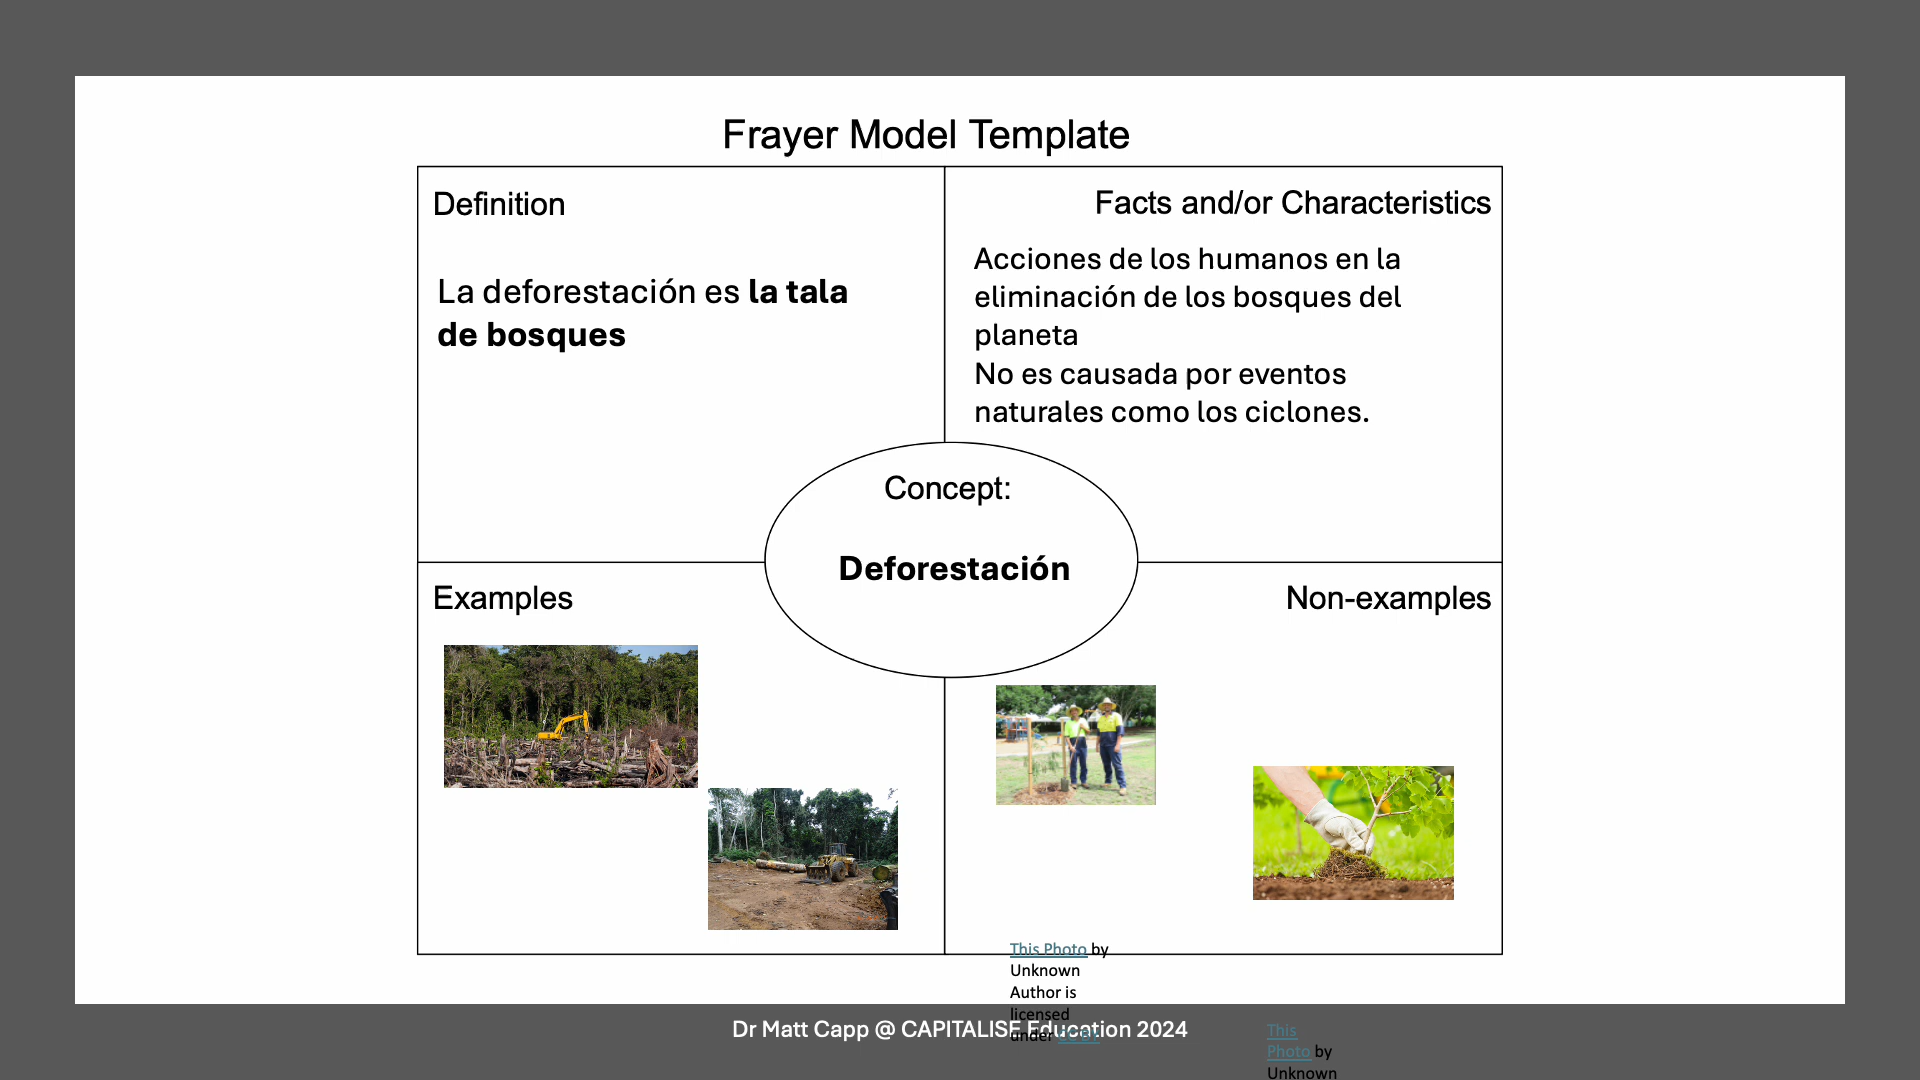 Frayer Model Template
Definition
La deforestación es la tala
de bosques
Facts and/or Characteristics
Acciones de los humanos en la
eliminación de los bosques del
planeta
No es causada por eventos
naturales como los ciclones.
Concept:
Deforestación
Examples
Non-examples
This Photo by
Unknown
Author is
licensed
under CC BY
Dr Matt Capp @ CAPITALISE Education 2024
This
Photo by
Unknown